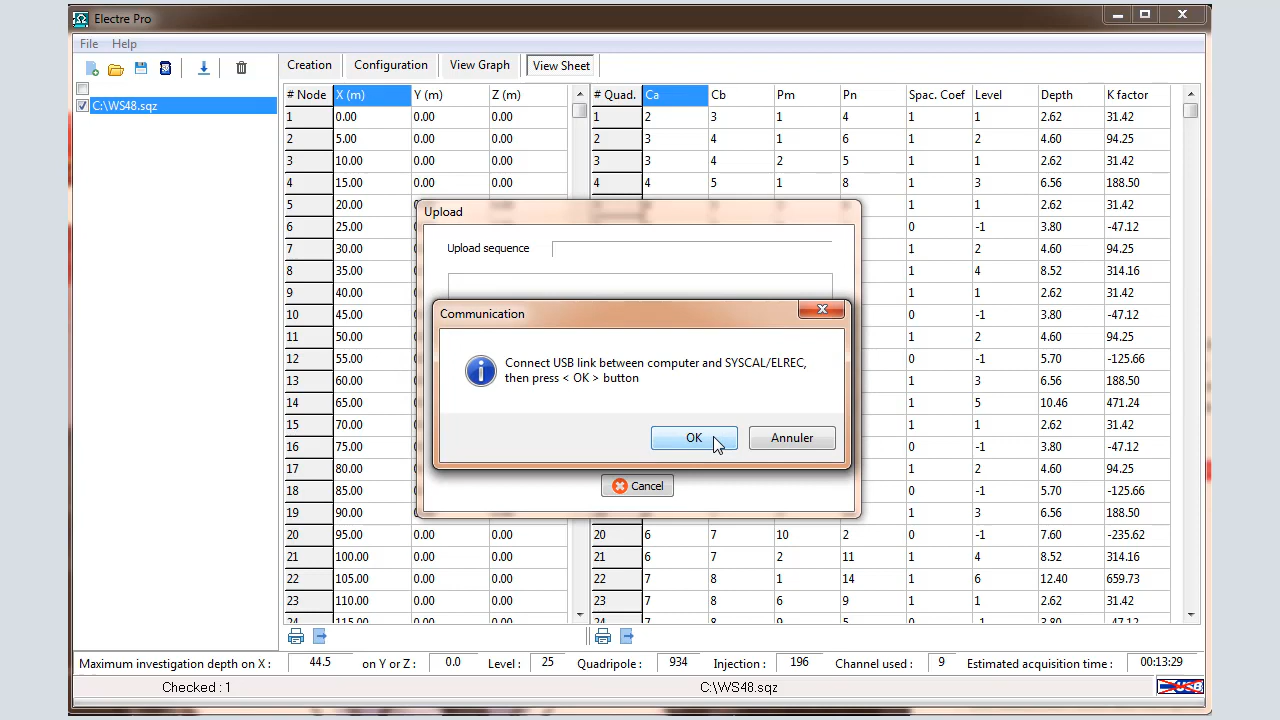 Electre Pro
File Help
Creation Configuration View Graph View Sheet
C:\WS48.sqz
# Node X (m) Y (m) Z (m) # Quad. Ca Cb Pm Pn Spac. Coef Level Depth K factor
1 0.00 0.00 0.00 1 2 3 1 4 1 1 2.62 31.42
2 5.00 0.00 0.00 2 3 4 1 6 1 2 4.60 94.25
3 10.00 0.00 0.00 3 3 4 2 5 1 1 2.62 31.42
4 15.00 0.00 0.00 4 4 5 1 8 1 3 6.56 188.50
5 20.00 1 1 2.62 31.42
6 25.00 0 -1 3.80 -47.12
7 30.00 1 2 4.60 94.25
8 35.00 1 4 8.52 314.16
9 40.00 1 1 2.62 31.42
10 45.00 0 -1 3.80 -47.12
11 50.00 1 2 4.60 94.25
12 55.00 0 -1 5.70 -125.66
13 60.00 1 3 6.56 188.50
14 65.00 1 5 10.46 471.24
15 70.00 1 1 2.62 31.42
16 75.00 0 -1 3.80 -47.12
17 80.00 1 2 4.60 94.25
18 85.00 0 -1 5.70 -125.66
19 90.00 1 3 6.56 188.50
20 95.00 0.00 0.00 20 6 7 10 2 0 -1 7.60 -235.62
21 100.00 0.00 0.00 21 6 7 2 11 1 4 8.52 314.16
22 105.00 0.00 0.00 22 7 8 1 14 1 6 12.40 659.73
23 110.00 0.00 0.00 23 7 8 6 9 1 1 2.62 31.42
Upload
Upload sequence
Communication
Connect USB link between computer and SYSCAL/ELREC,
then press < OK > button
OK Annuler
Cancel
Maximum investigation depth on X : 44.5 on Y or Z : 0.0 Level : 25 Quadripole : 934 Injection : 196 Channel used : 9 Estimated acquisition time : 00:13:29
Checked : 1 C:\WS48.sqz USB